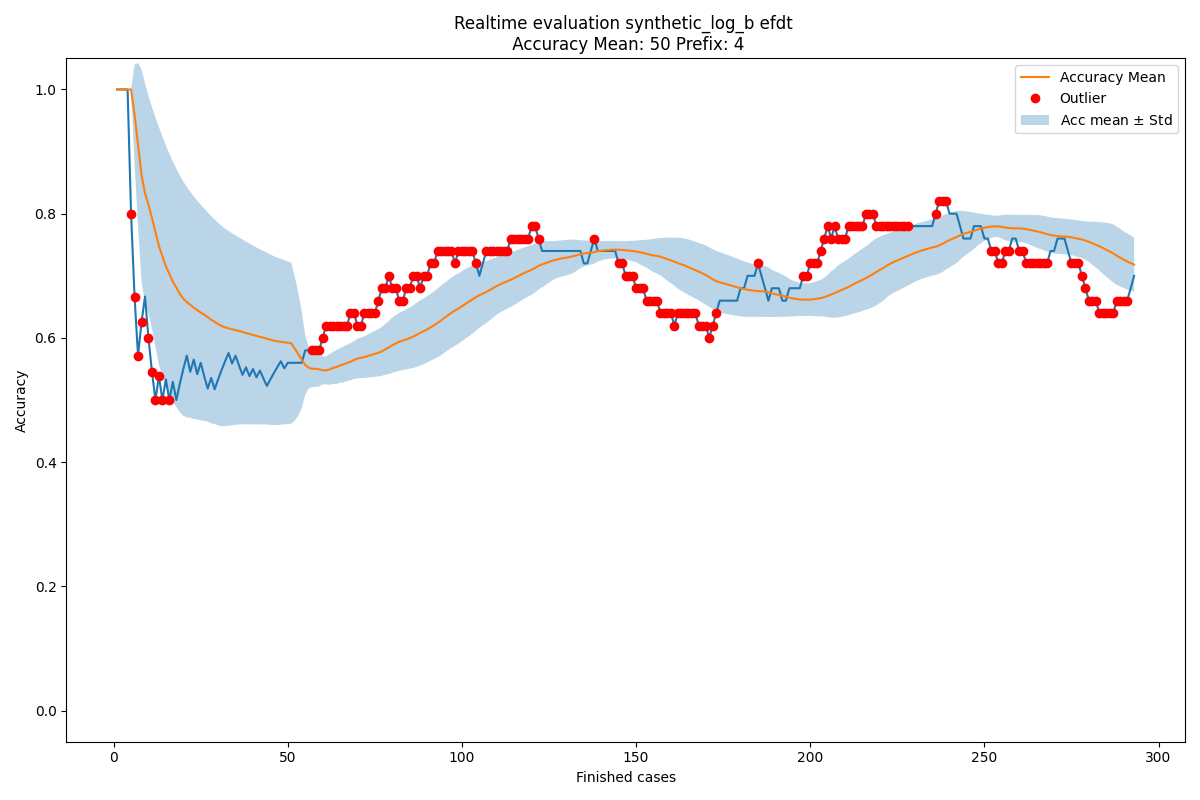 Realtime evaluation synthetic_log_b efdt
Accuracy Mean: 50 Prefix: 4
Accuracy Mean
Outlier
Acc mean ± Std
1.0
0.8
0.6
0.4
0.2
0.0
Accuracy
0 50 100 150 200 250 300
Finished cases